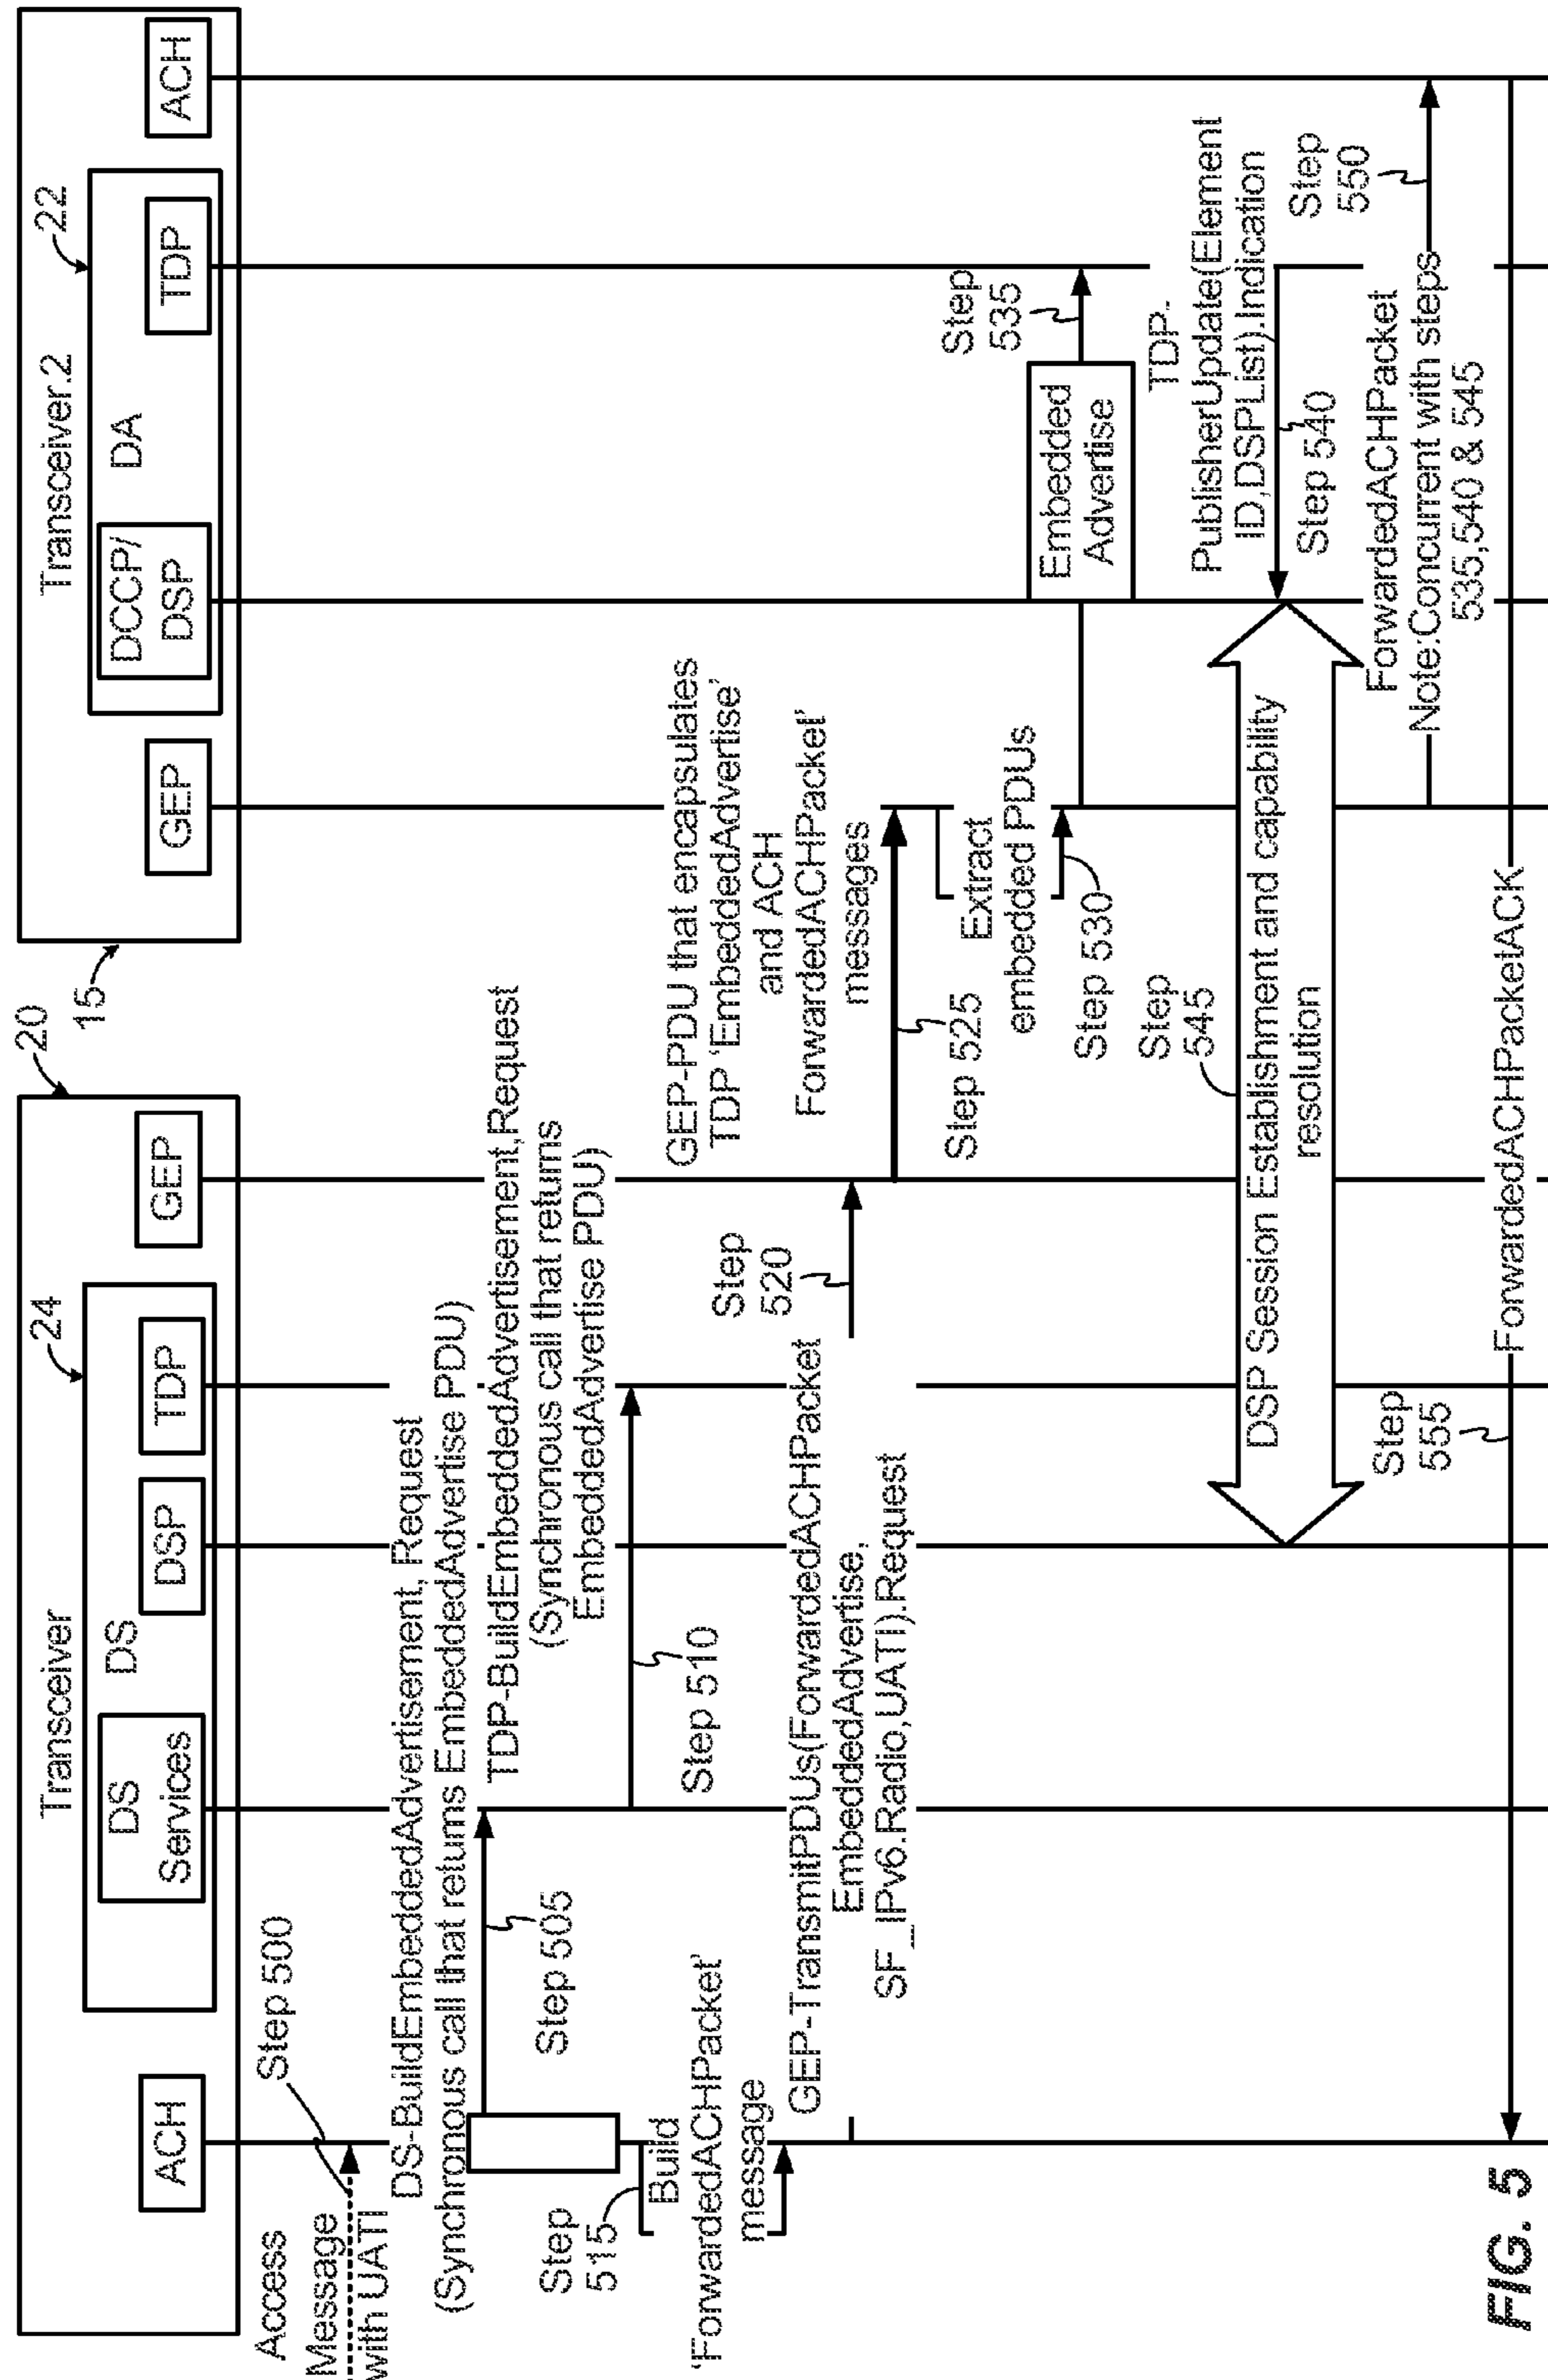 Transceiver
20
24
DS
DS
Services
ACH
DSP
TDP
GEP
15
Transceiver.2
22
DA
GEP
DCCP/
DSP
TDP
ACH
Access
Message
with UATI
Step 500
DS-BuildEmbeddedAdvertisement, Request
(Synchronous call that returns EmbeddedAdvertise PDU)
Step 505
TDP-BuildEmbeddedAdvertisement,Request
(Synchronous call that returns
EmbeddedAdvertise PDU)
Step 510
Step
515
Build
'ForwardedACHPacket'
message
GEP-TransmitPDUs(ForwardedACHPacket
EmbeddedAdvertise,
SF_IPv6.Radio,UATI).Request
Step
520
GEP-PDU that encapsulates
TDP 'EmbeddedAdvertise'
and ACH
ForwardedACHPacket'
messages
Step 525
Extract
embedded PDUs
Step 530
Step
535
Embedded
Advertise
TDP-
PublisherUpdate(Element
ID,DSPList).Indication
Step 540
Step
545
DSP Session Establishment and capability
resolution
ForwardedACHPacket
Note:Concurrent with steps
535,540 & 545
Step
550
Step
555
ForwardedACHPacketACK
FIG. 5